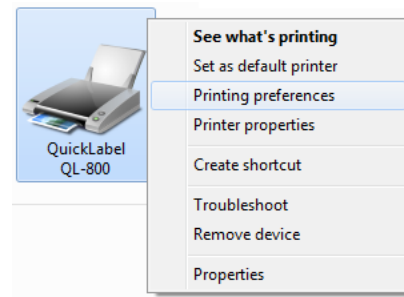 QuickLabel
QL-800
See what's printing
Set as default printer
Printing preferences
Printer properties
Create shortcut
Troubleshoot
Remove device
Properties